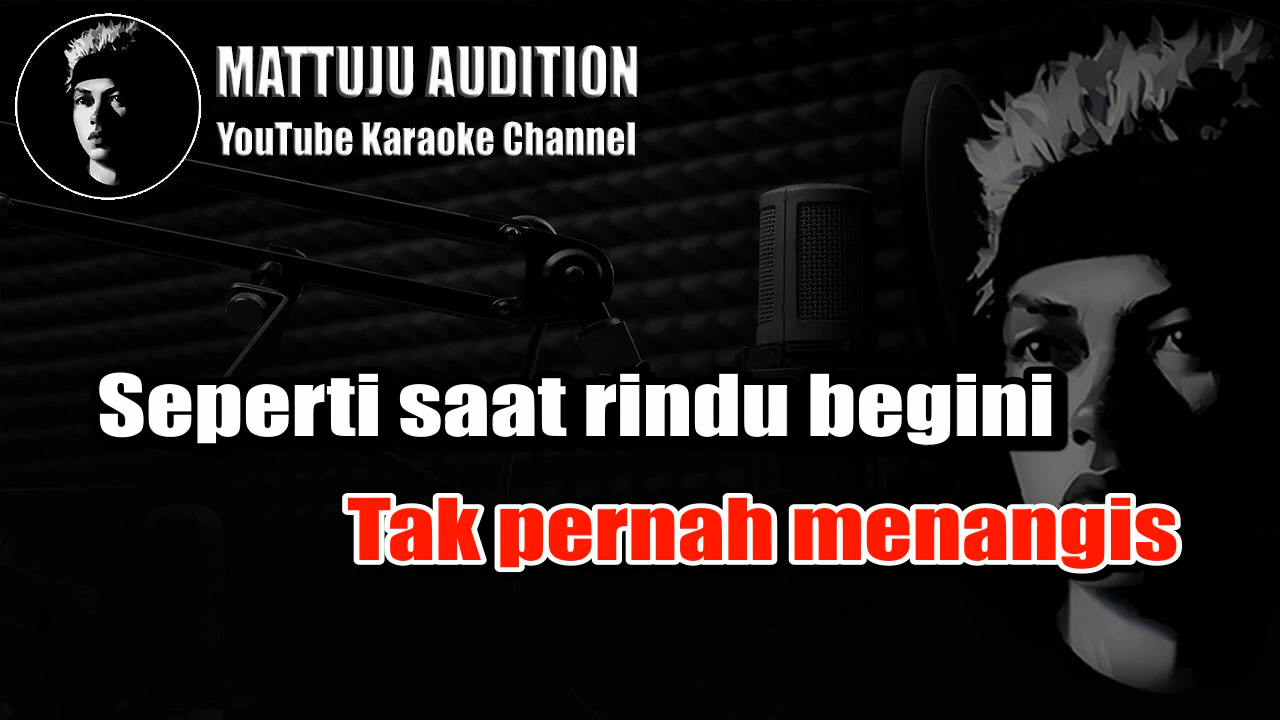 MATTUJU AUDITION
YouTube Karaoke Channel
Seperti saat rindu begini
Tak pernah menangis